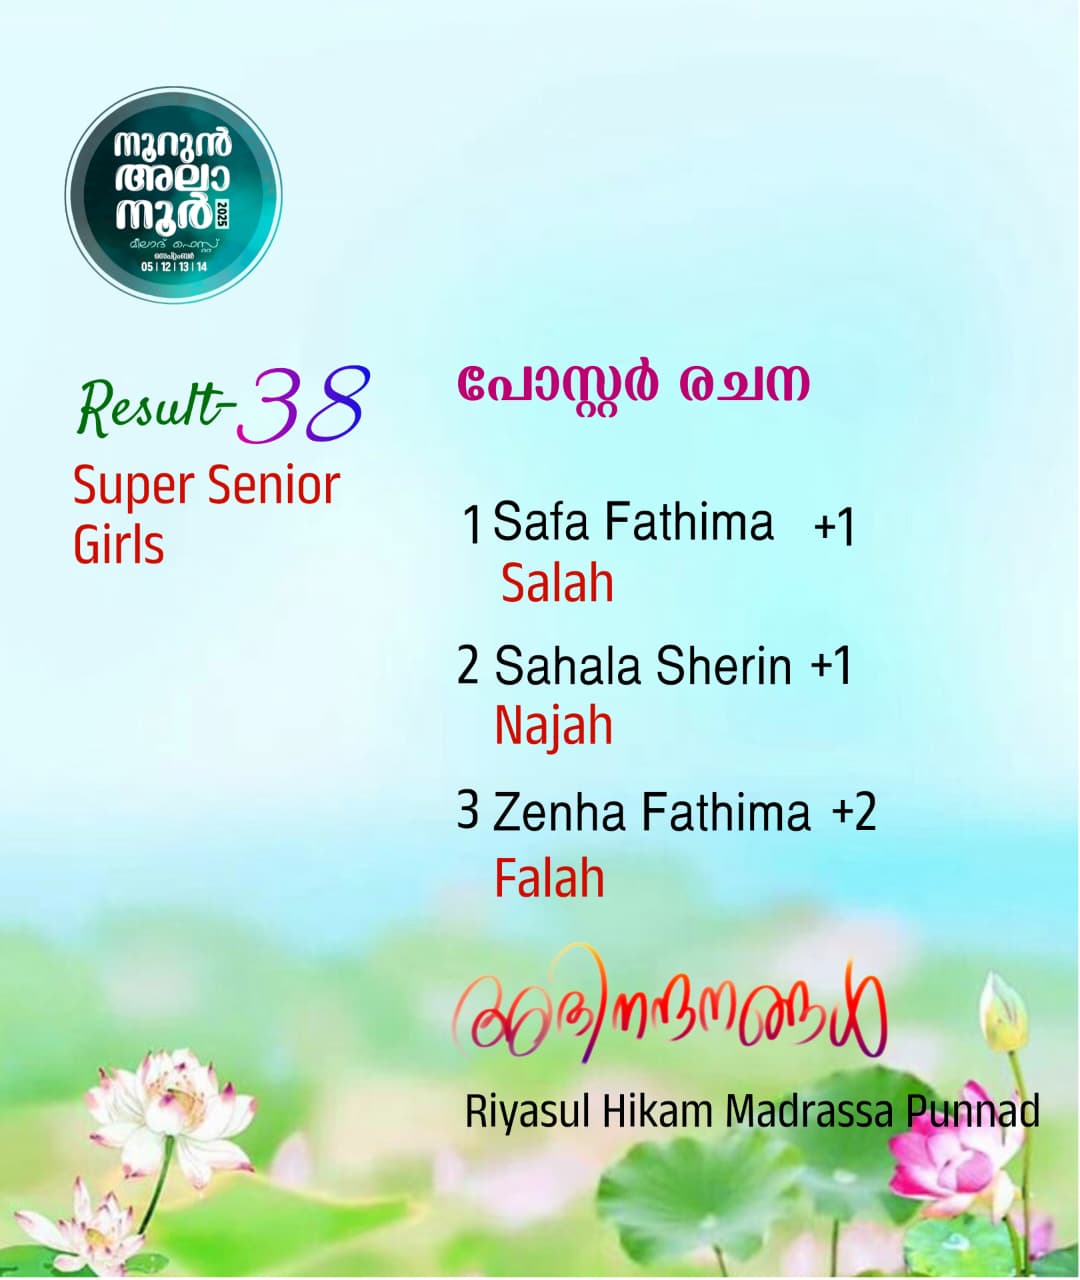 നൂറുൻ
അലാ
നൂർ 2025
മീലാദ് ഫെസ്റ്റ്
സെപ്റ്റംബർ
05 | 12 | 13 | 14
Result-38
Super Senior
Girls
പോസ്റ്റർ രചന
1 Safa Fathima +1
Salah
2 Sahala Sherin +1
Najah
3 Zenha Fathima +2
Falah
അഭിനന്ദനങ്ങൾ
Riyasul Hikam Madrassa Punnad